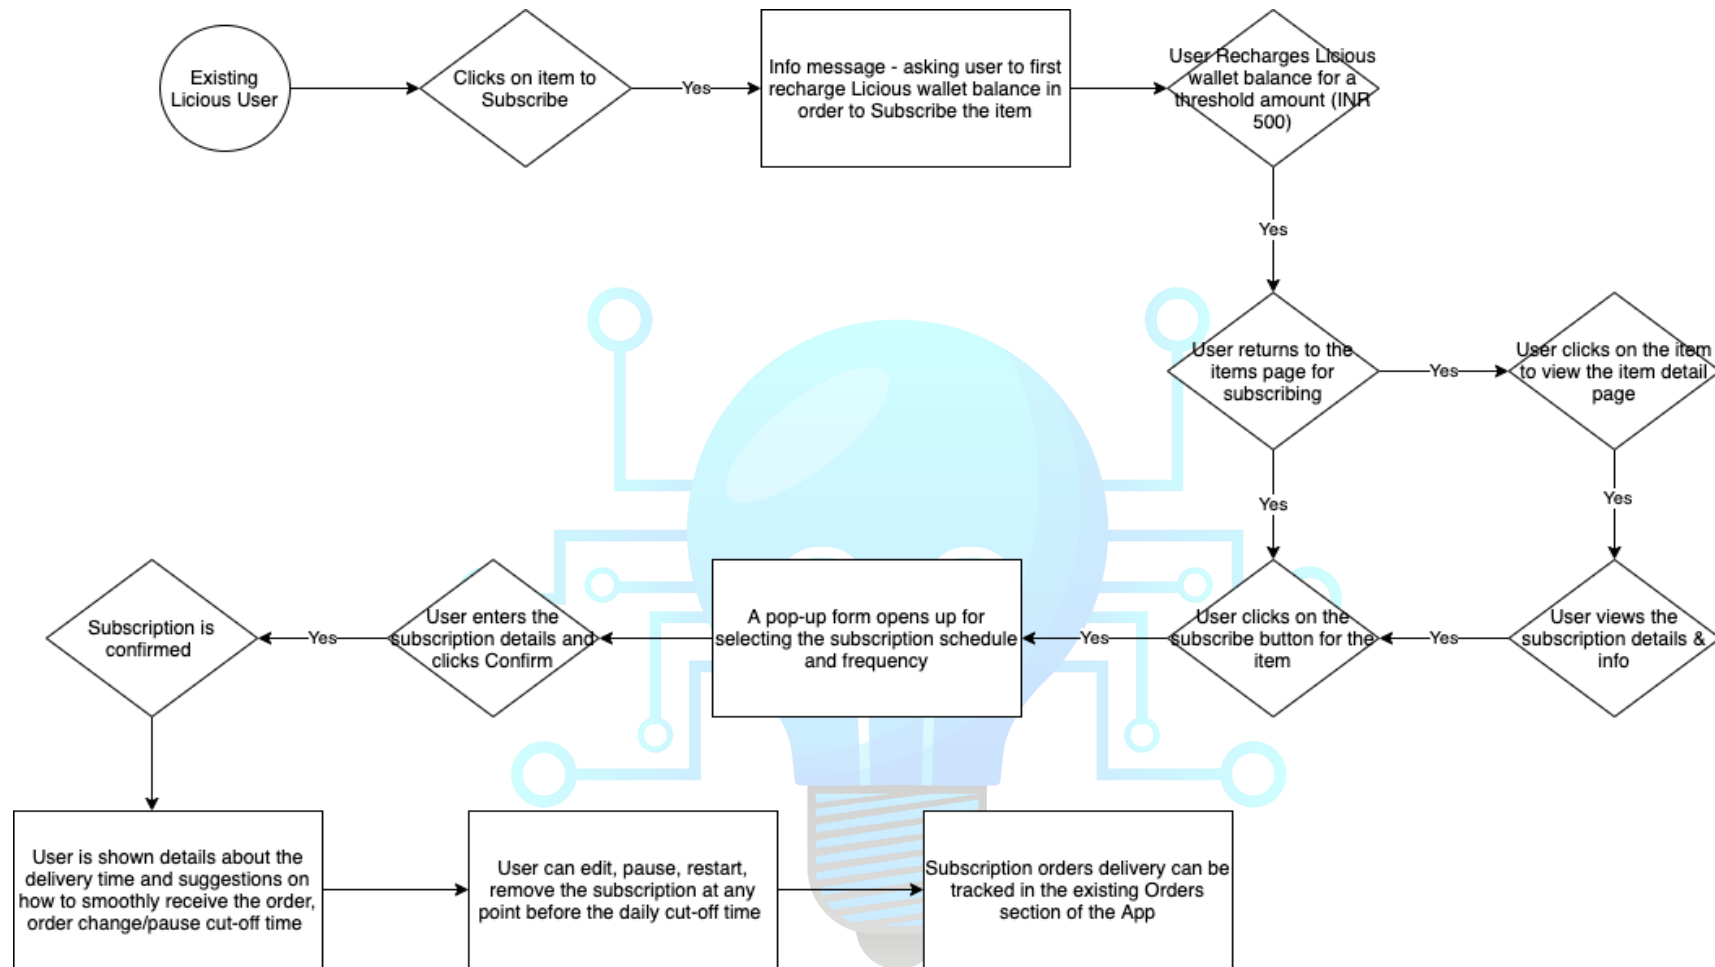 Existing
Licious User
Clicks on item to
Subscribe
Yes
Info message - asking user to first
recharge Licious wallet balance in
order to Subscribe the item
User Recharges Licious
wallet balance for a
threshold amount (INR
500)
Yes
User returns to the
items page for
subscribing
Yes
User clicks on the item
to view the item detail
page
Yes
Yes
User views the
subscription details &
info
Yes
User clicks on the
subscribe button for the
item
Yes
A pop-up form opens up for
selecting the subscription schedule
and frequency
User enters the
subscription details and
clicks Confirm
Yes
Subscription is
confirmed
User is shown details about the
delivery time and suggestions on
how to smoothly receive the order,
order change/pause cut-off time
User can edit, pause, restart,
remove the subscription at any
point before the daily cut-off time
Subscription orders delivery can be
tracked in the existing Orders
section of the App